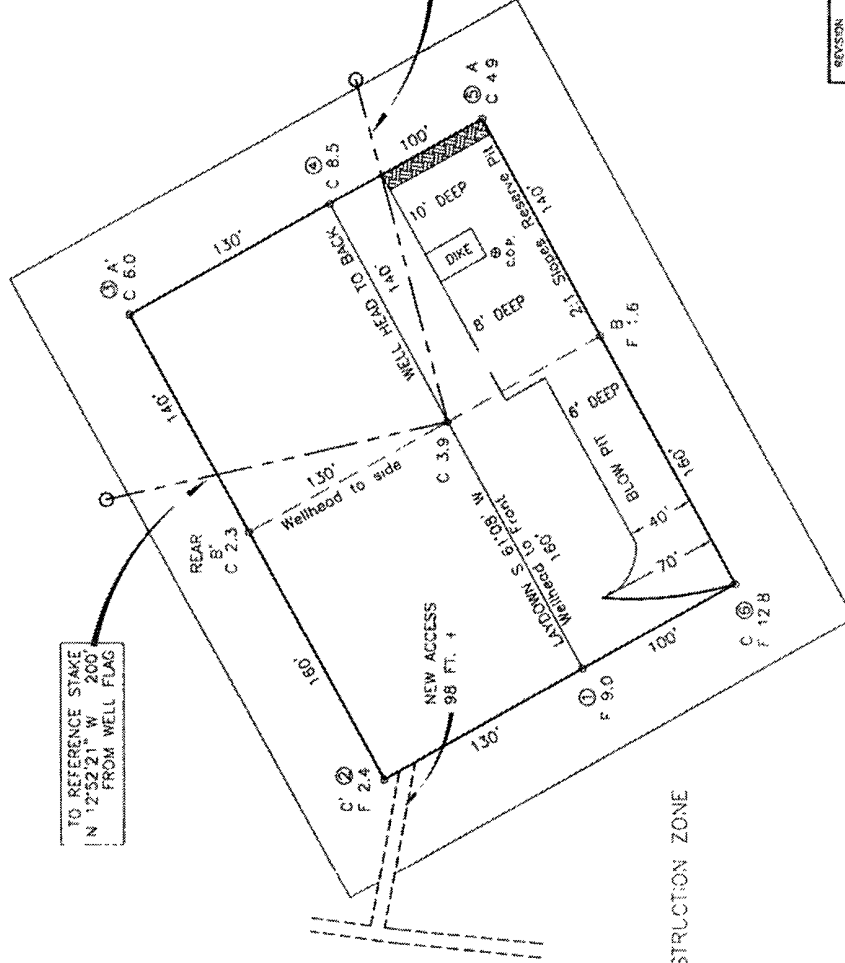 TO REFERENCE STAKE
N 12°52'21" W 200'
FROM WELL FLAG
③ A'
C 6.0
130'
④
C 8.5
100'
⑤ A
C 4.9
140'
REAR
B'
C 2.3
130'
Wellhead to side
WELL HEAD TO BACK
140'
10' DEEP
DIKE
C.O.P.
8' DEEP
2:1 Slopes Reserve Pit
140'
B
F 1.6
C 3.9
160'
C' ②
F 2.4
NEW ACCESS
98 FT. ±
130'
LAYDOWN S 61°08' W
Wellhead to Front
160'
6' DEEP
BLOW PIT
160'
40'
70'
①
F 9.0
100'
C ⑥
F 12.8
STRUCTION ZONE
REVISION